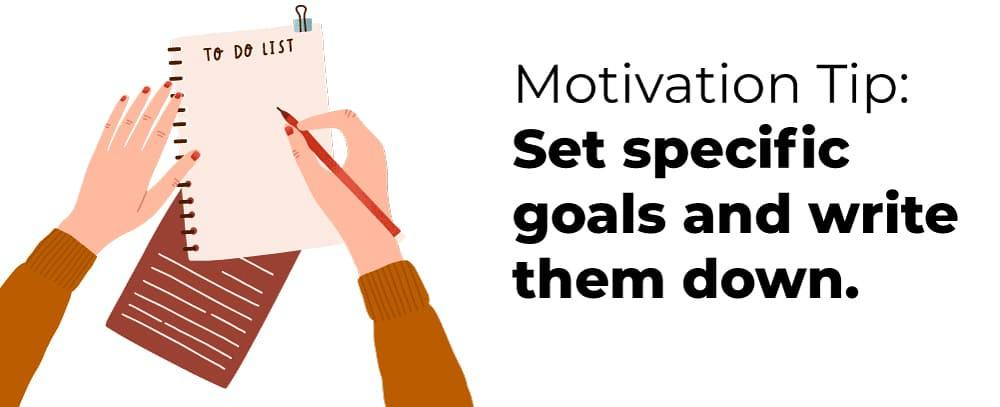 TO DO LIST
Motivation Tip:
Set specific
goals and write
them down.